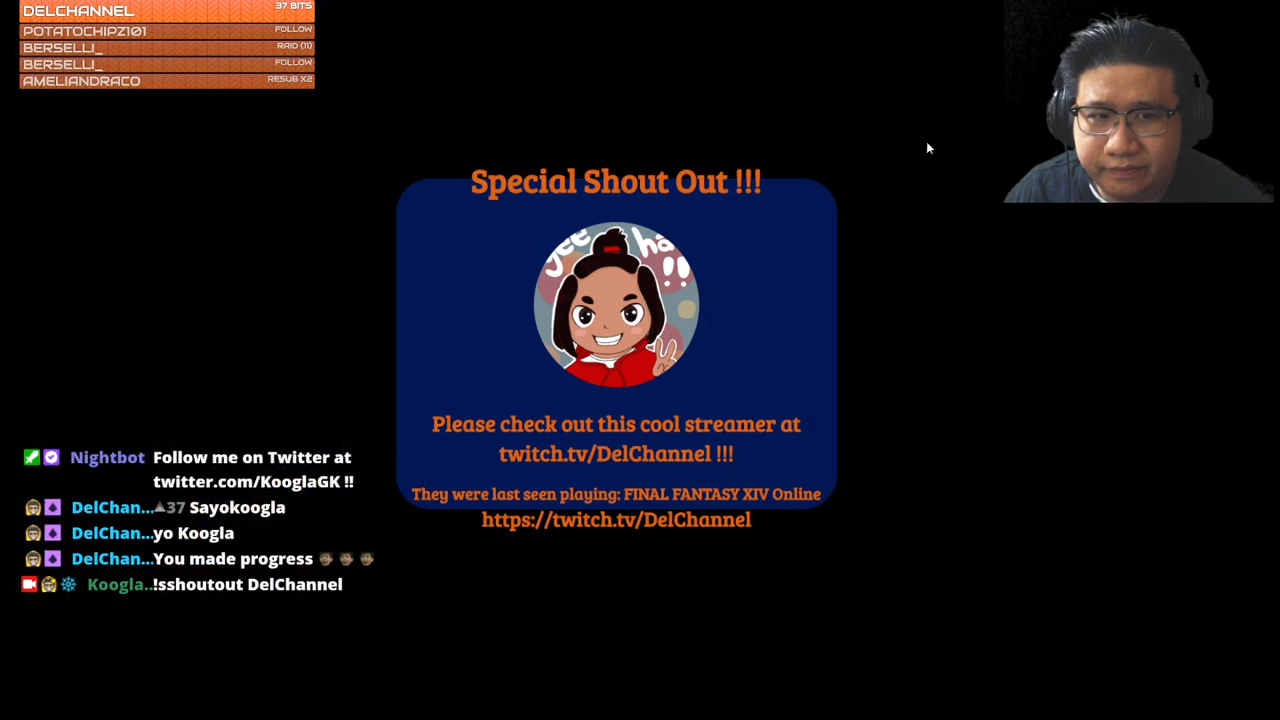 DELCHANNEL 37 BITS
POTATOCHIPZ101 FOLLOW
BERSELLI_ RAID (11)
BERSELLI_ FOLLOW
AMELIANDRACO RESUB X2
Special Shout Out !!!
yee ha !!
Please check out this cool streamer at
twitch.tv/DelChannel !!!
They were last seen playing: FINAL FANTASY XIV Online
https://twitch.tv/DelChannel
Nightbot Follow me on Twitter at
twitter.com/KooglaGK !!
DelChan... 37 Sayokoogla
DelChan... yo Koogla
DelChan... You made progress
Koogla.. !sshoutout DelChannel